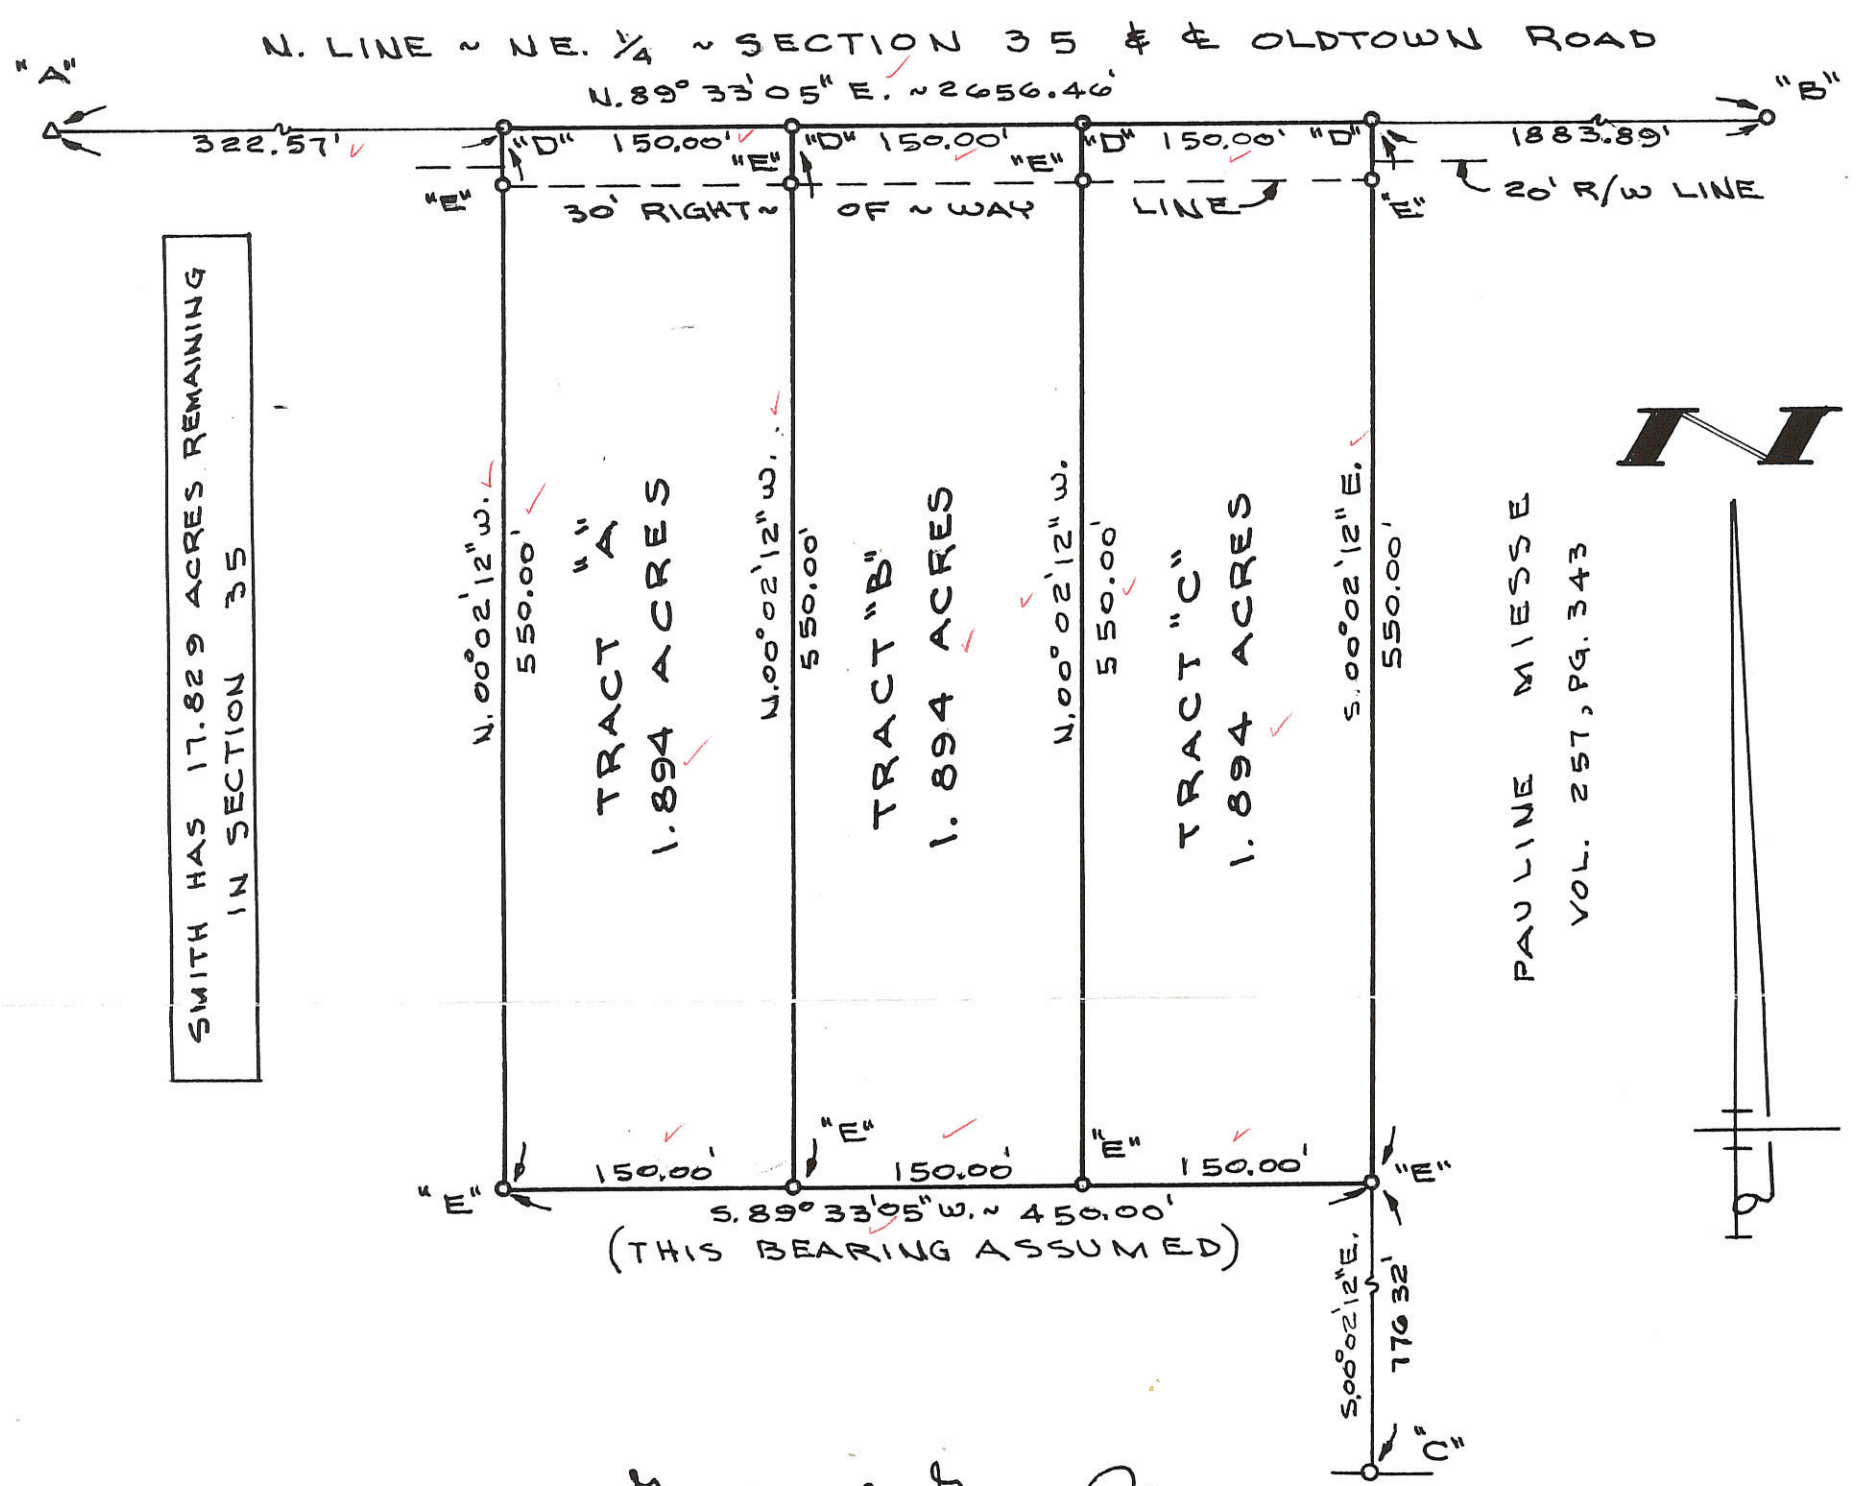 N. LINE ~ NE. 1/4 ~ SECTION 35 & ℄ OLDTOWN ROAD
"A"
N. 89° 33' 05" E. ~ 2656.46'
"B"
322.57'
"D"
150.00'
"D"
150.00'
"D"
150.00'
"D"
1883.89'
"E"
"E"
"E"
"E"
30' RIGHT ~ OF ~ WAY LINE
20' R/W LINE
SMITH HAS 17.829 ACRES REMAINING
IN SECTION 35
N. 00° 02' 12" W.
550.00'
TRACT "A"
1.894 ACRES
N. 00° 02' 12" W.
550.00'
TRACT "B"
1.894 ACRES
N. 00° 02' 12" W.
550.00'
TRACT "C"
1.894 ACRES
S. 00° 02' 12" E.
550.00'
PAULINE MIESSE
VOL. 257, PG. 343
N
"E"
150.00'
"E"
150.00'
"E"
150.00'
"E"
S. 89° 33' 05" W. ~ 450.00'
(THIS BEARING ASSUMED)
S. 00° 02' 12" E.
776 32'
"C"